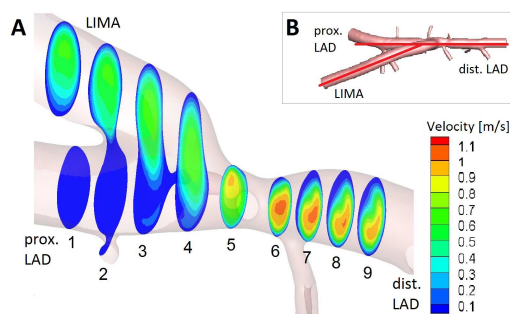 A
LIMA
prox.
LAD
1
2
3
4
5
6
7
8
9
dist.
LAD
B
prox.
LAD
dist. LAD
LIMA
Velocity [m/s]
1.1
1
0.9
0.8
0.7
0.6
0.5
0.4
0.3
0.2
0.1